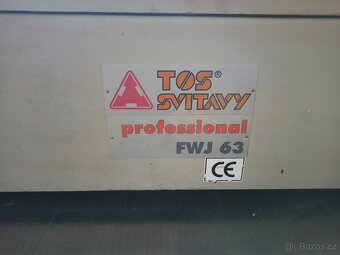 TOS®
SVITAVY
professional
FWJ 63
CE
© Bazos.cz